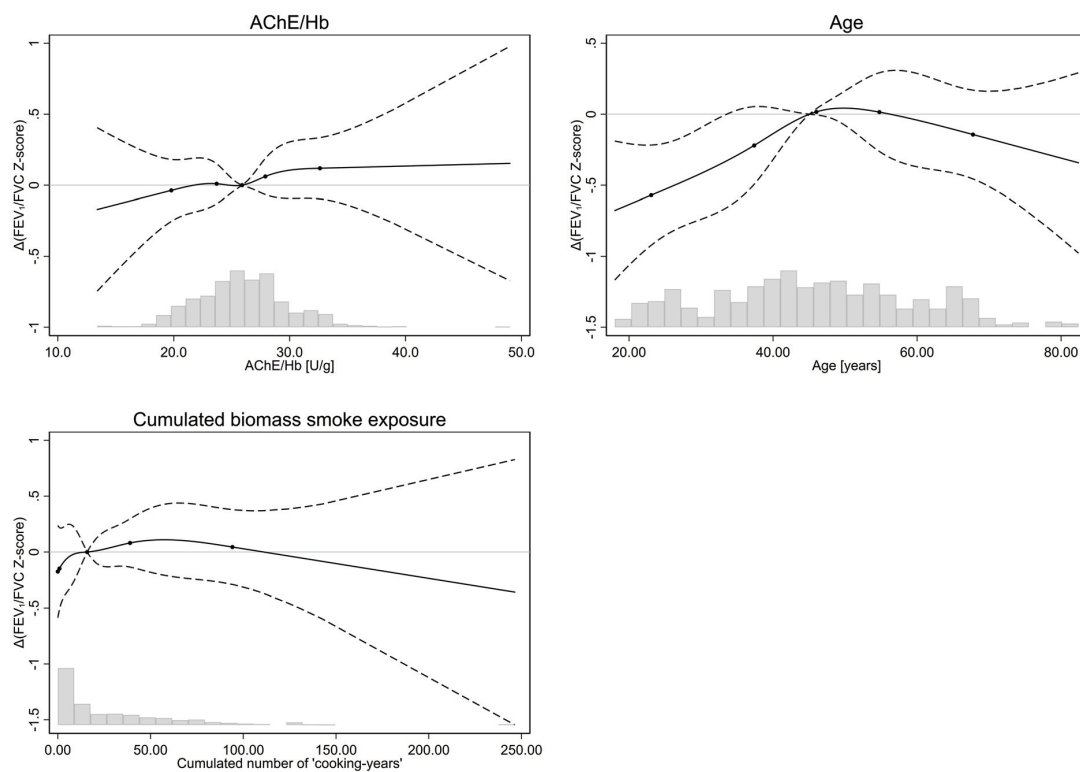 AChE/Hb
1
.5
0
-.5
-1
Δ(FEV₁/FVC Z-score)
10.0 20.0 30.0 40.0 50.0
AChE/Hb [U/g]
Age
.5
0
-.5
-1
-1.5
Δ(FEV₁/FVC Z-score)
20.00 40.00 60.00 80.00
Age [years]
Cumulated biomass smoke exposure
1
.5
0
-.5
-1
-1.5
Δ(FEV₁/FVC Z-score)
0.00 50.00 100.00 150.00 200.00 250.00
Cumulated number of 'cooking-years'